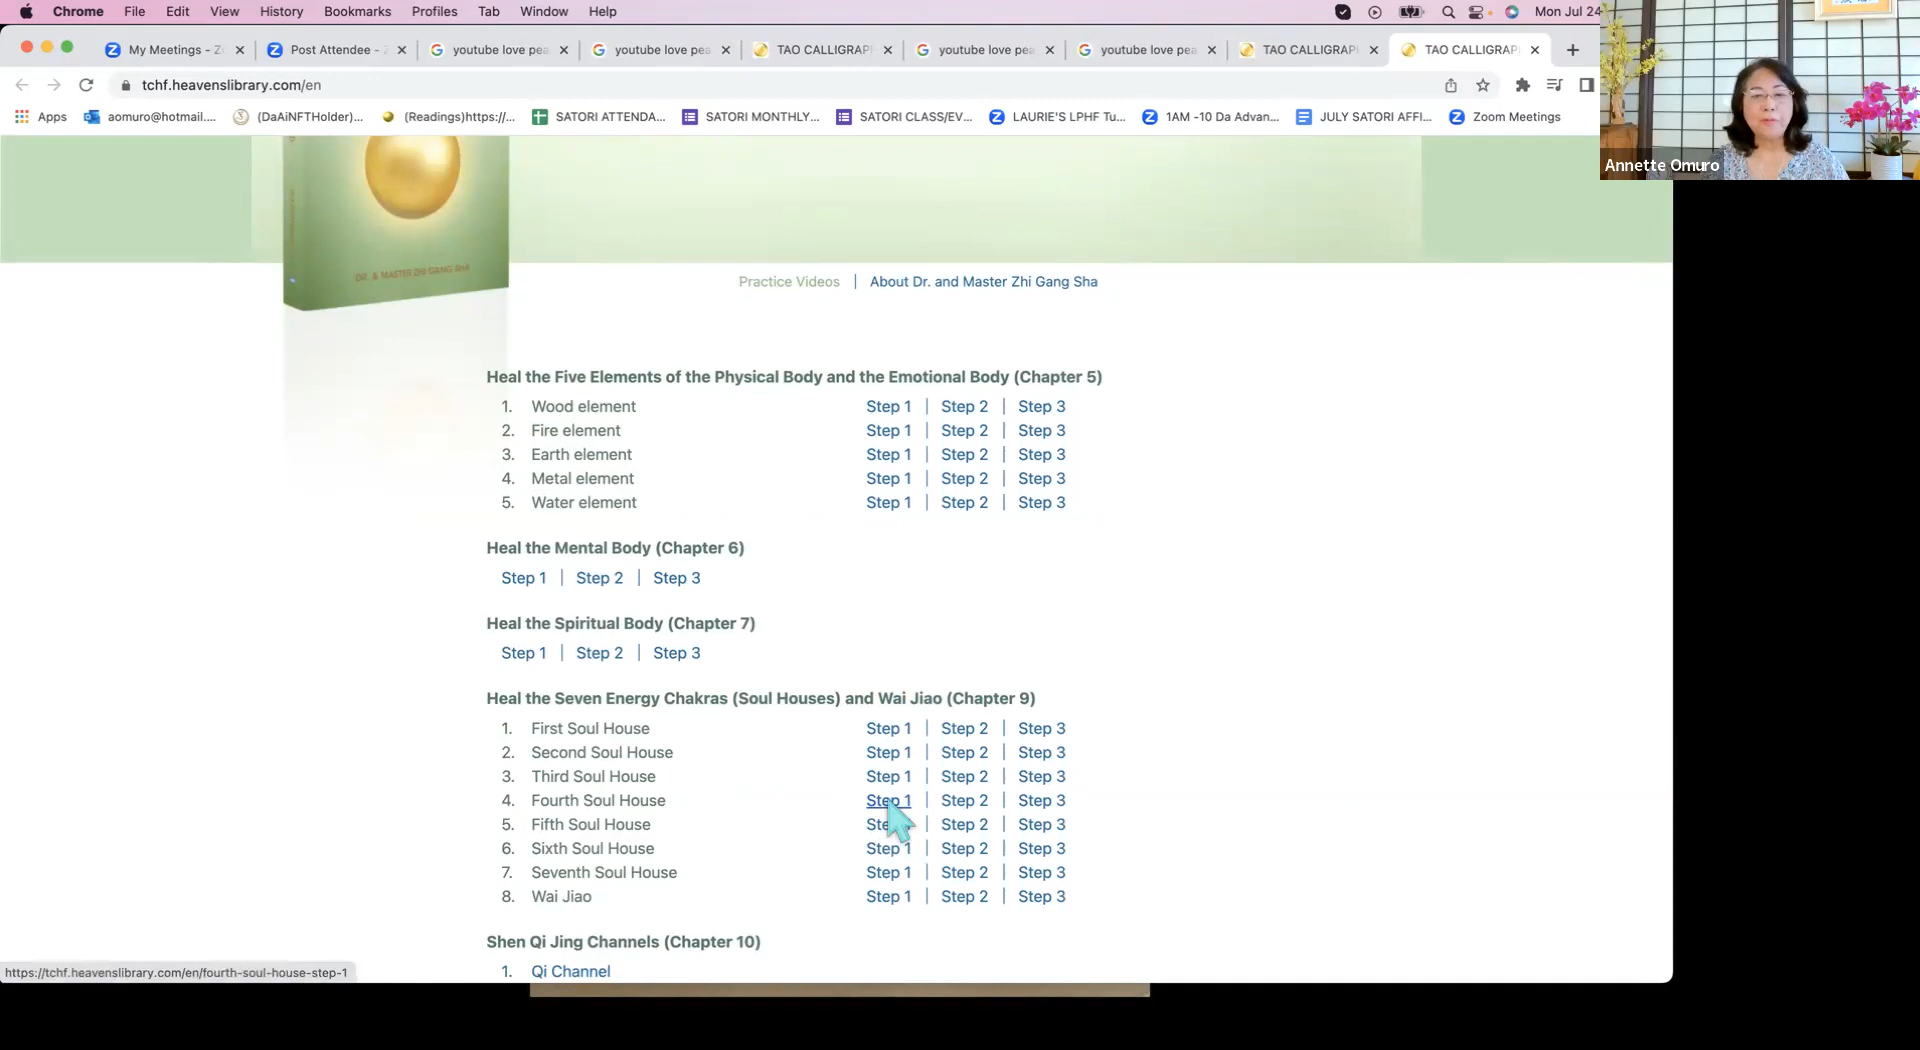 Chrome File Edit View History Bookmarks Profiles Tab Window Help Mon Jul 24
My Meetings - Z youtube love pea youtube love pea TAO CALLIGRAP youtube love pea youtube love pea TAO CALLIGRAP TAO CALLIGRAP
Post Attendee - Z
tchf.heavenslibrary.com/en
Apps aomuro@hotmail.... (DaAiNFTHolder)... (Readings)https://... SATORI ATTENDA... SATORI MONTHLY... SATORI CLASS/EV... LAURIE'S LPHF Tu... 1AM -10 Da Advan... JULY SATORI AFFI... Zoom Meetings
Annette Omuro
DR. & MASTER ZHI GANG SHA
Practice Videos | About Dr. and Master Zhi Gang Sha
Heal the Five Elements of the Physical Body and the Emotional Body (Chapter 5)
1. Wood element Step 1 | Step 2 | Step 3
2. Fire element Step 1 | Step 2 | Step 3
3. Earth element Step 1 | Step 2 | Step 3
4. Metal element Step 1 | Step 2 | Step 3
5. Water element Step 1 | Step 2 | Step 3
Heal the Mental Body (Chapter 6)
Step 1 | Step 2 | Step 3
Heal the Spiritual Body (Chapter 7)
Step 1 | Step 2 | Step 3
Heal the Seven Energy Chakras (Soul Houses) and Wai Jiao (Chapter 9)
1. First Soul House Step 1 | Step 2 | Step 3
2. Second Soul House Step 1 | Step 2 | Step 3
3. Third Soul House Step 1 | Step 2 | Step 3
4. Fourth Soul House Step 1 | Step 2 | Step 3
5. Fifth Soul House Ste | Step 2 | Step 3
6. Sixth Soul House Step 1 | Step 2 | Step 3
7. Seventh Soul House Step 1 | Step 2 | Step 3
8. Wai Jiao Step 1 | Step 2 | Step 3
Shen Qi Jing Channels (Chapter 10)
1. Qi Channel
https://tchf.heavenslibrary.com/en/fourth-soul-house-step-1